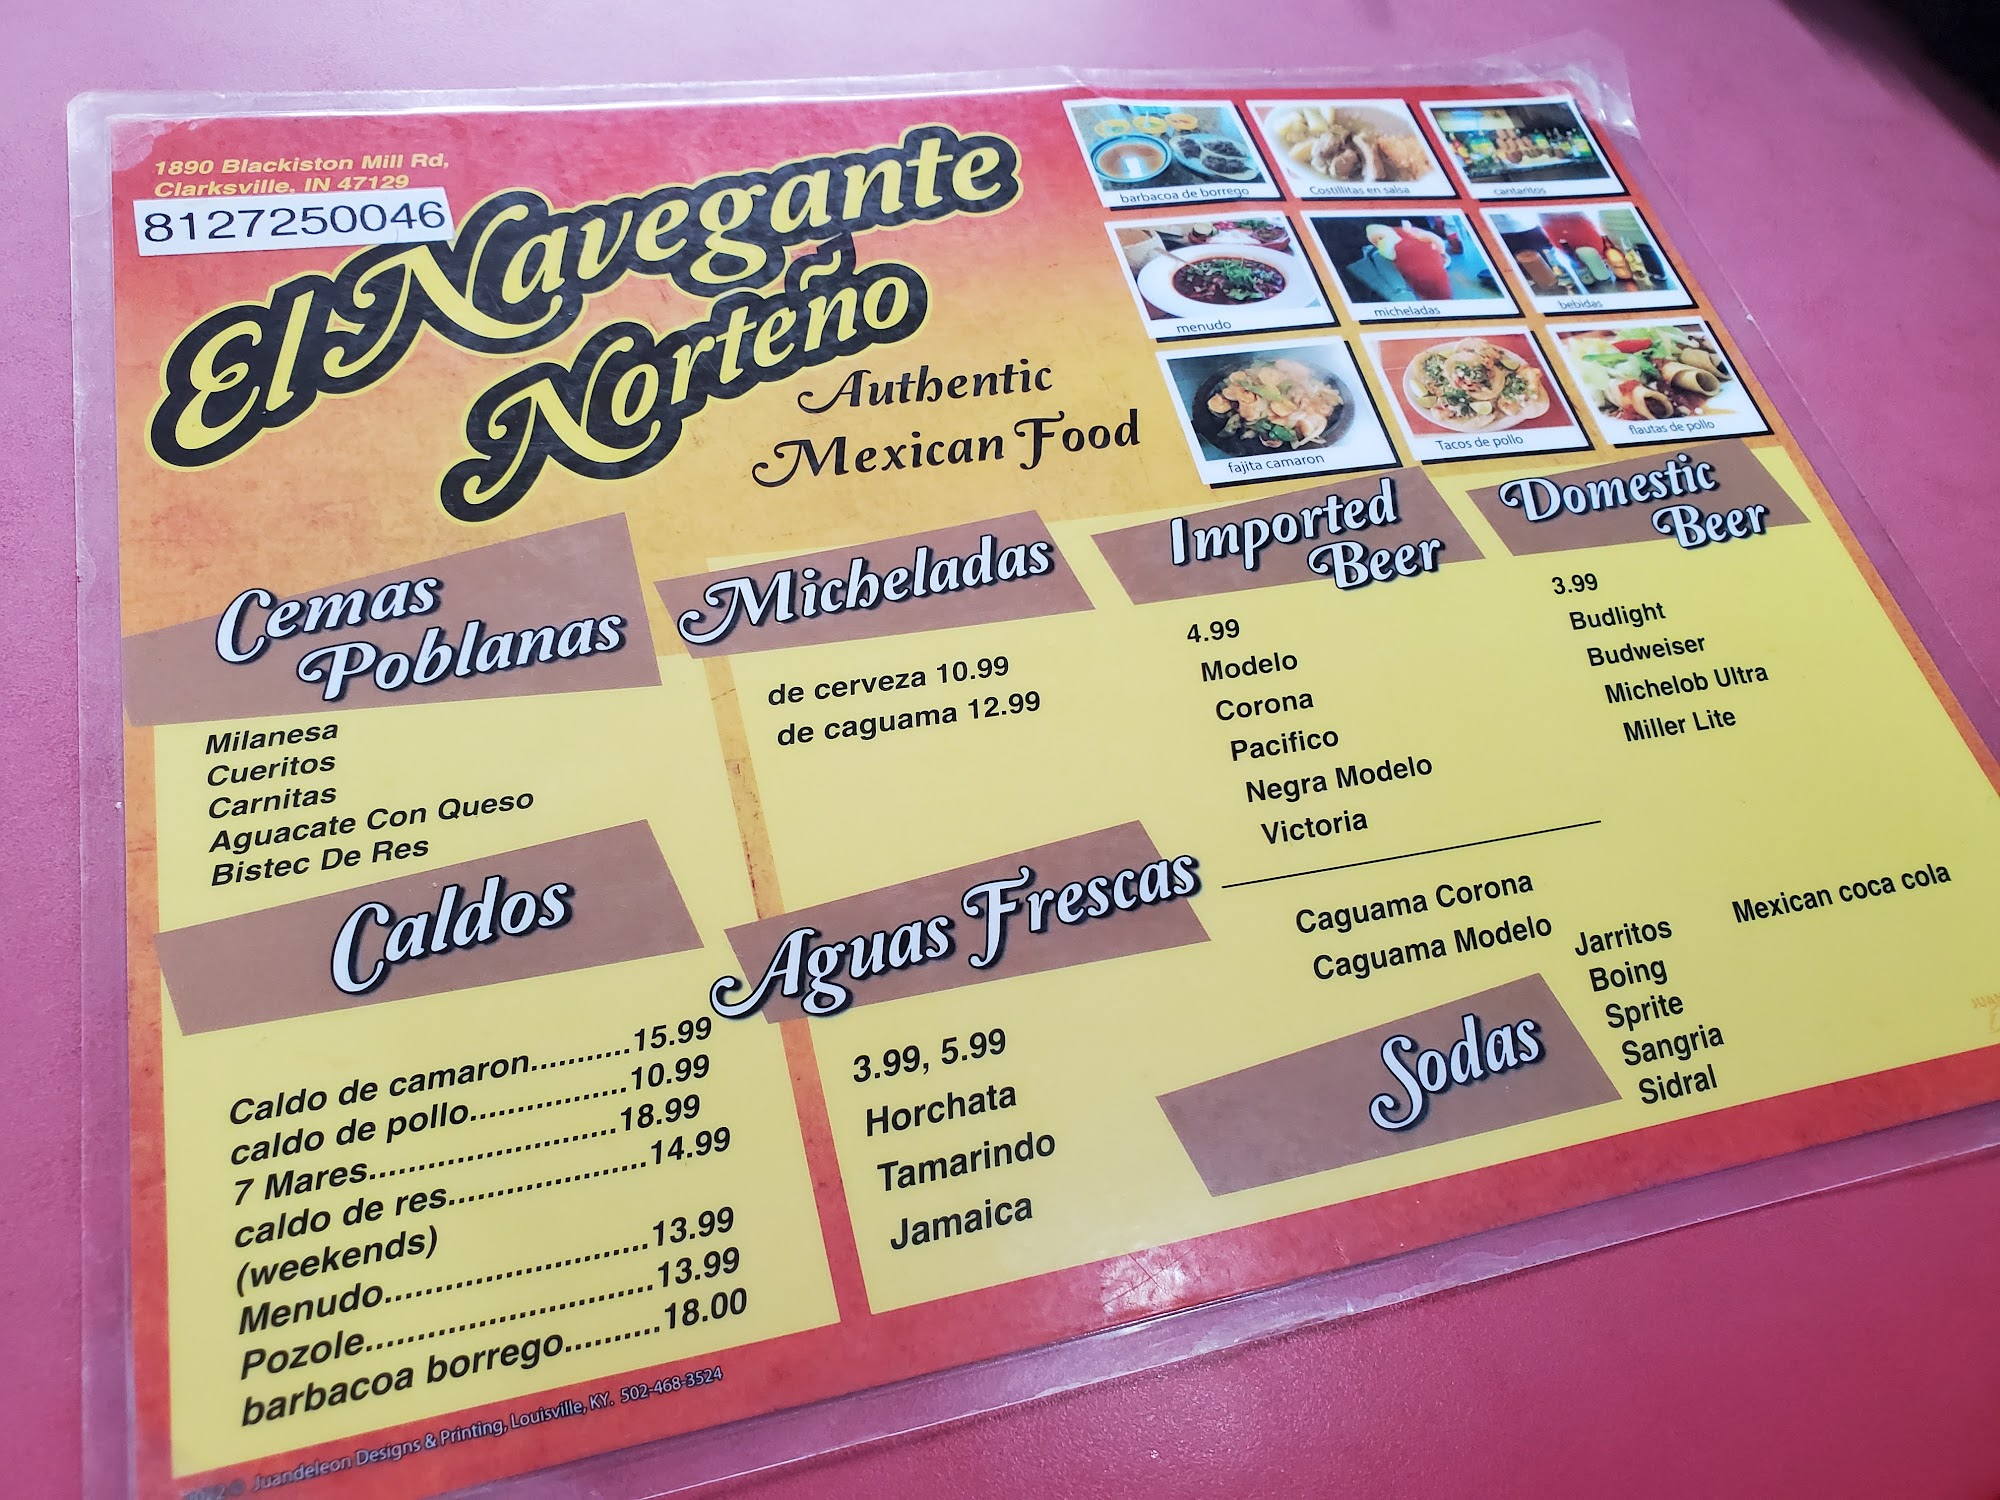 1890 Blackiston Mill Rd,
Clarksville, IN 47129
8127250046
El Navegante
Norteño
Authentic
Mexican Food
barbacoa de borrego
Costillitas en salsa
cantaritos
menudo
micheladas
bebidas
fajita camaron
Tacos de pollo
flautas de pollo
Cemas
Poblanas
Milanesa
Cueritos
Carnitas
Aguacate Con Queso
Bistec De Res
Caldos
Caldo de camaron...........15.99
caldo de pollo.................10.99
7 Mares..........................18.99
caldo de res.....................14.99
(weekends)
Menudo............................13.99
Pozole..............................13.99
barbacoa borrego..........18.00
Micheladas
de cerveza 10.99
de caguama 12.99
Aguas Frescas
3.99, 5.99
Horchata
Tamarindo
Jamaica
Imported
Beer
4.99
Modelo
Corona
Pacifico
Negra Modelo
Victoria
Caguama Corona
Caguama Modelo
Domestic
Beer
3.99
Budlight
Budweiser
Michelob Ultra
Miller Lite
Sodas
Jarritos
Boing
Sprite
Sangria
Sidral
Mexican coca cola
Juandeleon Designs & Printing, Louisville, KY. 502-468-3524